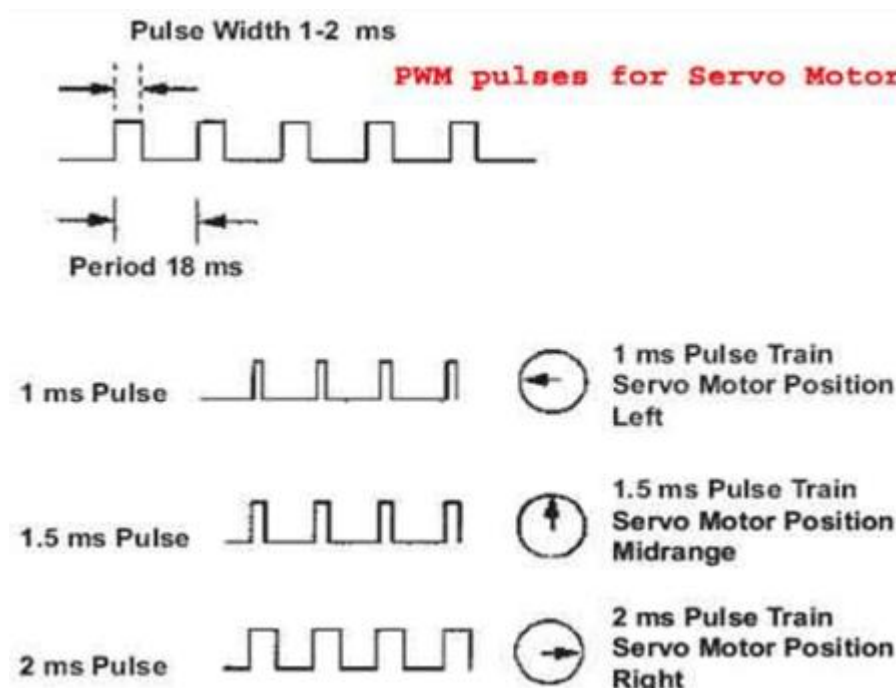 Pulse Width 1-2 ms
PWM pulses for Servo Motor
Period 18 ms
1 ms Pulse
1 ms Pulse Train
Servo Motor Position
Left
1.5 ms Pulse
1.5 ms Pulse Train
Servo Motor Position
Midrange
2 ms Pulse
2 ms Pulse Train
Servo Motor Position
Right